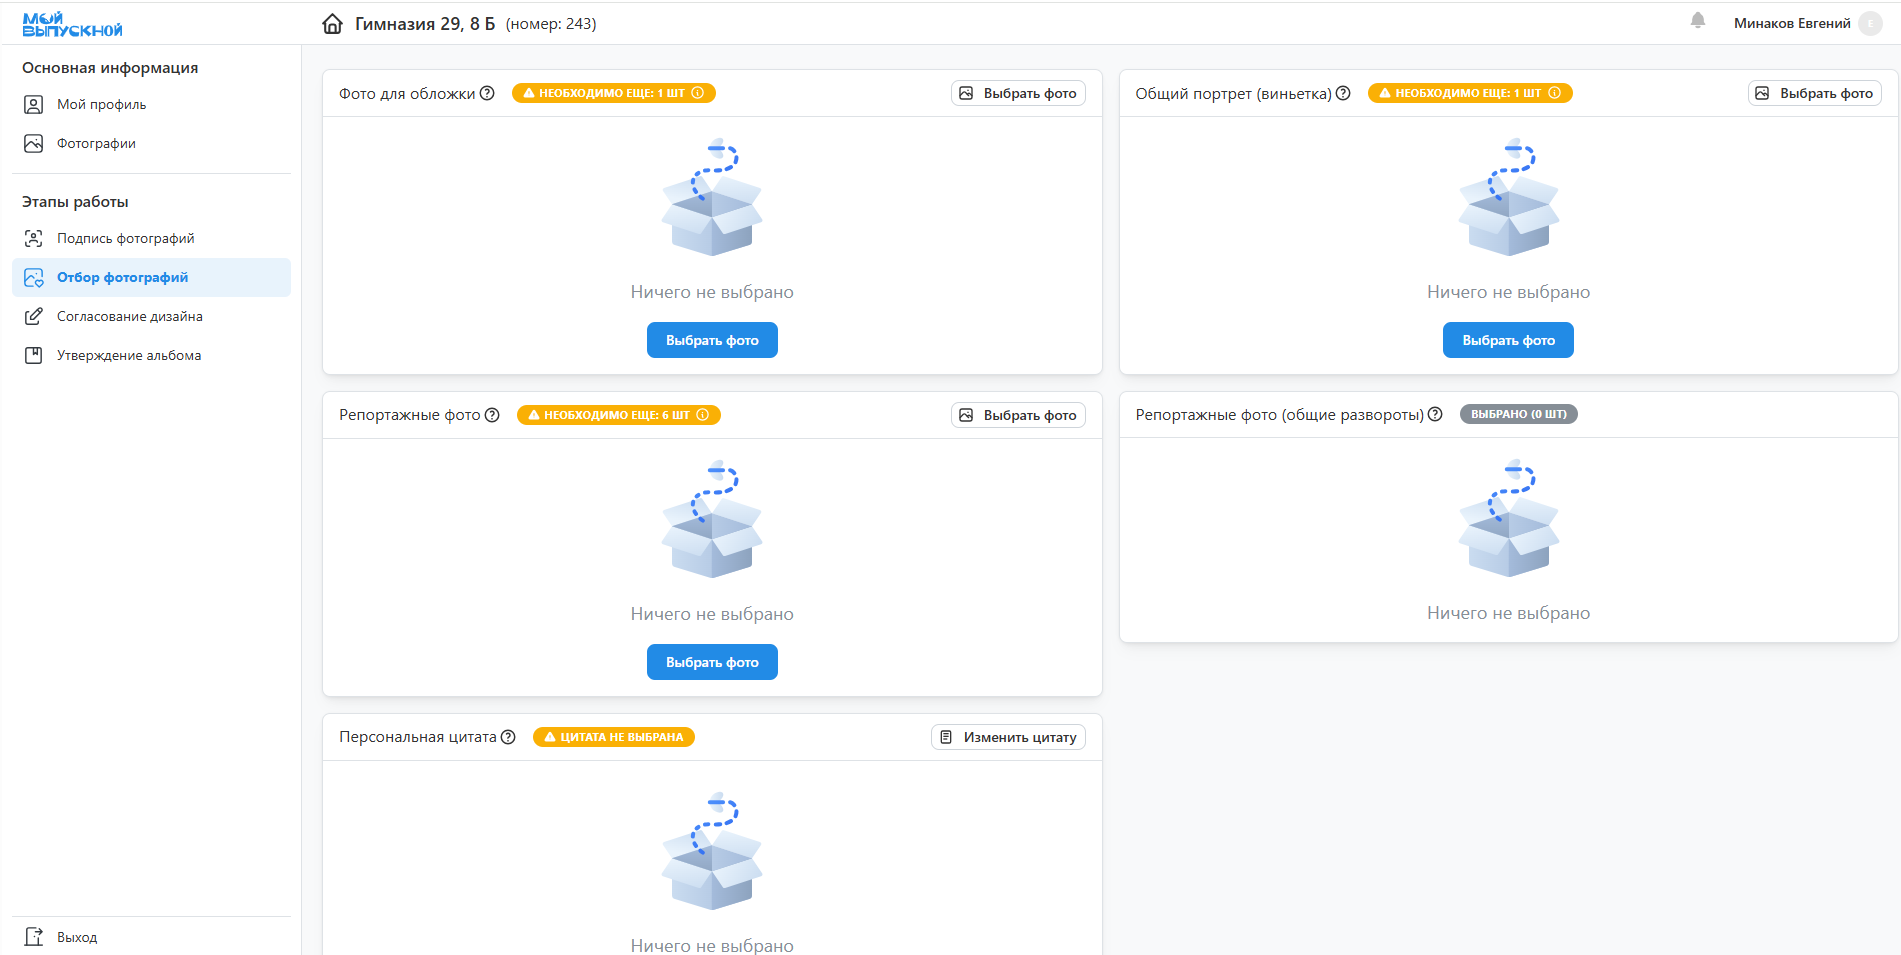 МОЙ
ВЫПУСКНОЙ
Гимназия 29, 8 Б (номер: 243)
Минаков Евгений
Е
Основная информация
Мой профиль
Фотографии
Этапы работы
Подпись фотографий
Отбор фотографий
Согласование дизайна
Утверждение альбома
Выход
Фото для обложки
НЕОБХОДИМО ЕЩЕ: 1 ШТ
Выбрать фото
Ничего не выбрано
Выбрать фото
Общий портрет (виньетка)
НЕОБХОДИМО ЕЩЕ: 1 ШТ
Выбрать фото
Ничего не выбрано
Выбрать фото
Репортажные фото
НЕОБХОДИМО ЕЩЕ: 6 ШТ
Выбрать фото
Ничего не выбрано
Выбрать фото
Репортажные фото (общие развороты)
ВЫБРАНО (0 ШТ)
Ничего не выбрано
Персональная цитата
ЦИТАТА НЕ ВЫБРАНА
Изменить цитату
Ничего не выбрано